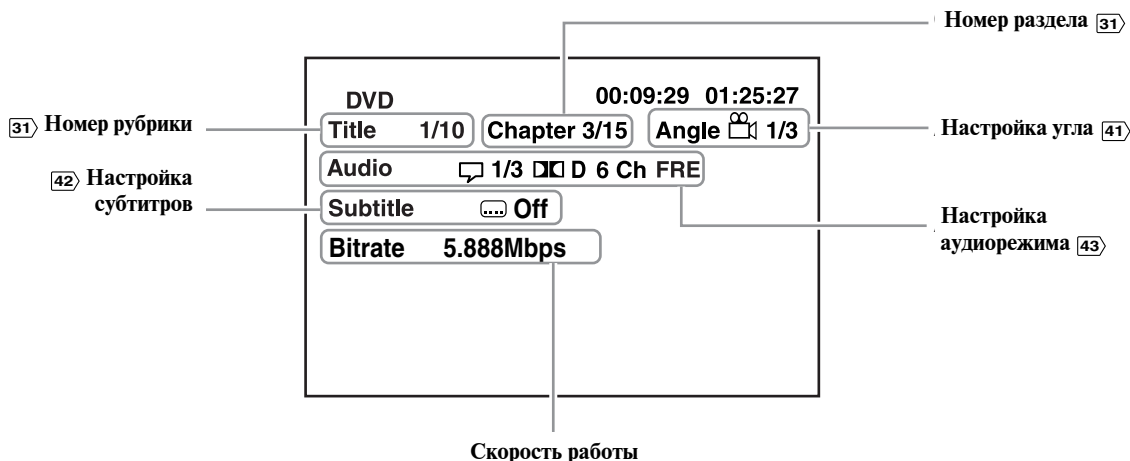 Номер раздела 31
DVD 00:09:29 01:25:27
31 Номер рубрики
Title 1/10 Chapter 3/15 Angle 1/3
Настройка угла 41
Audio 1/3 D 6 Ch FRE
42 Настройка
субтитров
Subtitle .... Off
Настройка
аудиорежима 43
Bitrate 5.888Mbps
Скорость работы